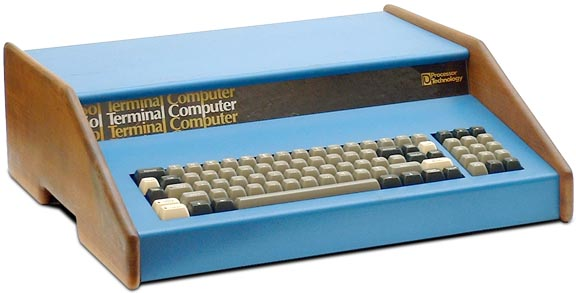 Terminal Computer
Terminal Computer
Terminal Computer
Processor
Technology